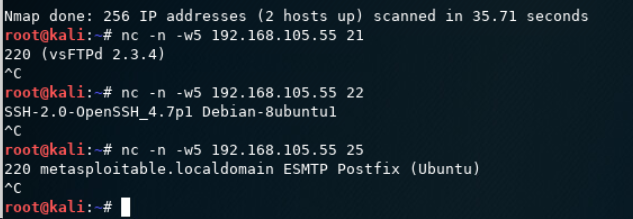 Nmap done: 256 IP addresses (2 hosts up) scanned in 35.71 seconds
root@kali:~# nc -n -w5 192.168.105.55 21
220 (vsFTPd 2.3.4)
^C
root@kali:~# nc -n -w5 192.168.105.55 22
SSH-2.0-OpenSSH_4.7p1 Debian-8ubuntu1
^C
root@kali:~# nc -n -w5 192.168.105.55 25
220 metasploitable.localdomain ESMTP Postfix (Ubuntu)
^C
root@kali:~#